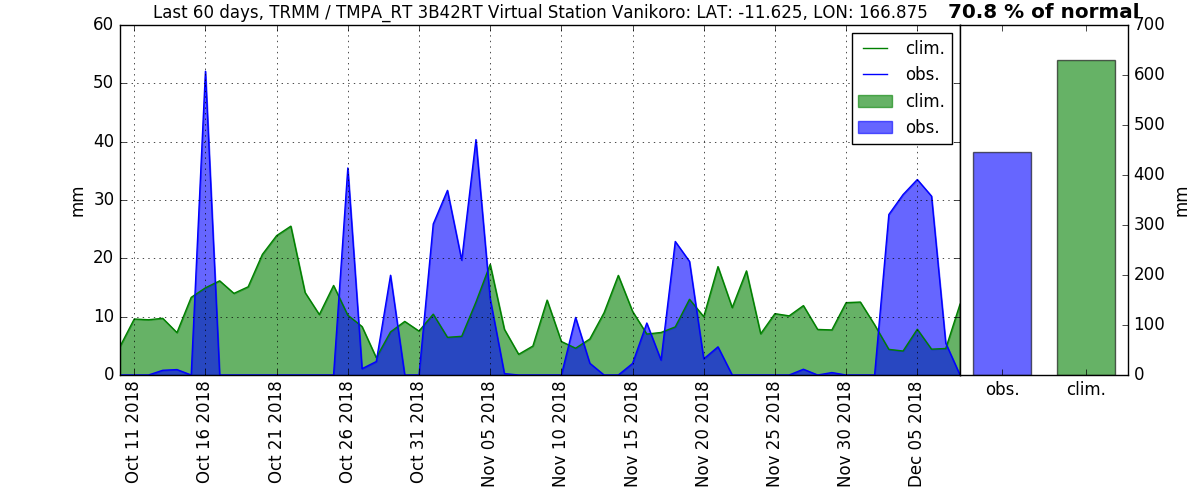 Last 60 days, TRMM / TMPA_RT 3B42RT Virtual Station Vanikoro: LAT: -11.625, LON: 166.875
70.8 % of normal
60
50
40
30
20
10
0
mm
clim.
obs.
clim.
obs.
Oct 11 2018
Oct 16 2018
Oct 21 2018
Oct 26 2018
Oct 31 2018
Nov 05 2018
Nov 10 2018
Nov 15 2018
Nov 20 2018
Nov 25 2018
Nov 30 2018
Dec 05 2018
700
600
500
400
300
200
100
0
mm
obs.
clim.